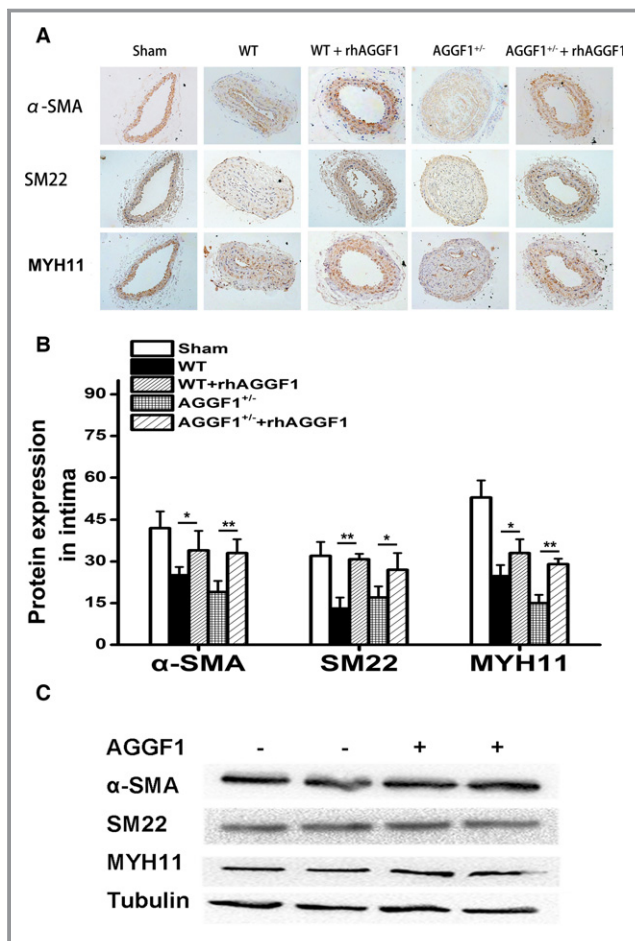 A
Sham WT WT + rhAGGF1 AGGF1+/- AGGF1+/- + rhAGGF1
α-SMA
SM22
MYH11
B
Sham
WT
WT+rhAGGF1
AGGF1+/-
AGGF1+/-+rhAGGF1
90
75
60
45
30
15
0
Protein expression
in intima
* ** ** * * **
α-SMA SM22 MYH11
C
AGGF1 - - + +
α-SMA
SM22
MYH11
Tubulin